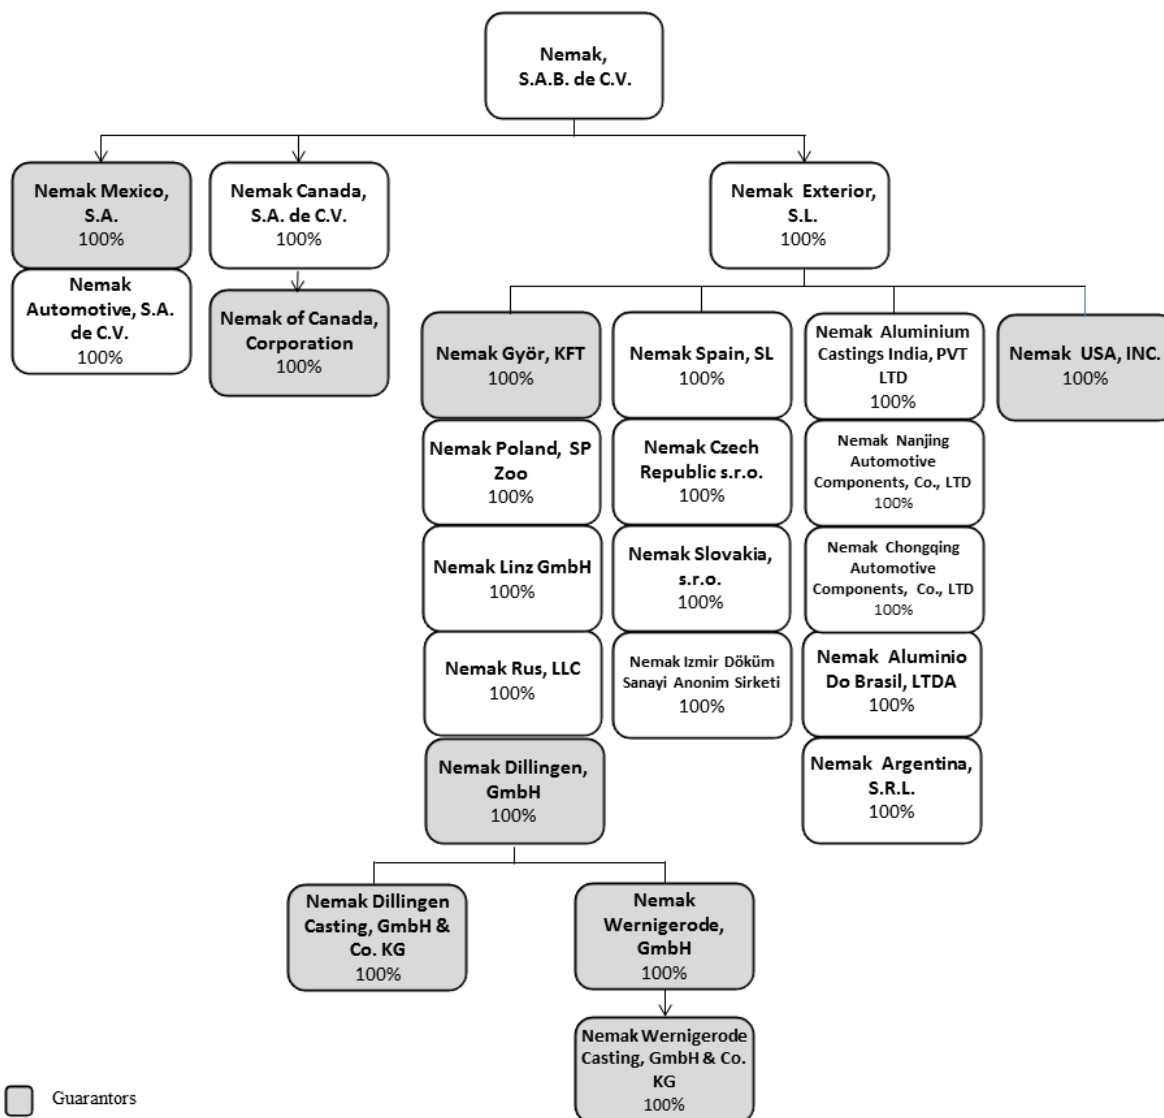 Nemak,
S.A.B. de C.V.
Nemak Mexico,
S.A.
100%
Nemak Canada,
S.A. de C.V.
100%
Nemak Exterior,
S.L.
100%
Nemak
Automotive, S.A.
de C.V.
100%
Nemak of Canada,
Corporation
100%
Nemak Györ, KFT
100%
Nemak Spain, SL
100%
Nemak Aluminium
Castings India, PVT
LTD
100%
Nemak USA, INC.
100%
Nemak Poland, SP
Zoo
100%
Nemak Czech
Republic s.r.o.
100%
Nemak Nanjing
Automotive
Components, Co., LTD
100%
Nemak Linz GmbH
100%
Nemak Slovakia,
s.r.o.
100%
Nemak Chongqing
Automotive
Components, Co., LTD
100%
Nemak Rus, LLC
100%
Nemak Izmir Döküm
Sanayi Anonim Sirketi
100%
Nemak Aluminio
Do Brasil, LTDA
100%
Nemak Dillingen,
GmbH
100%
Nemak Argentina,
S.R.L.
100%
Nemak Dillingen
Casting, GmbH &
Co. KG
100%
Nemak
Wernigerode,
GmbH
100%
Nemak Wernigerode
Casting, GmbH & Co.
KG
100%
Guarantors